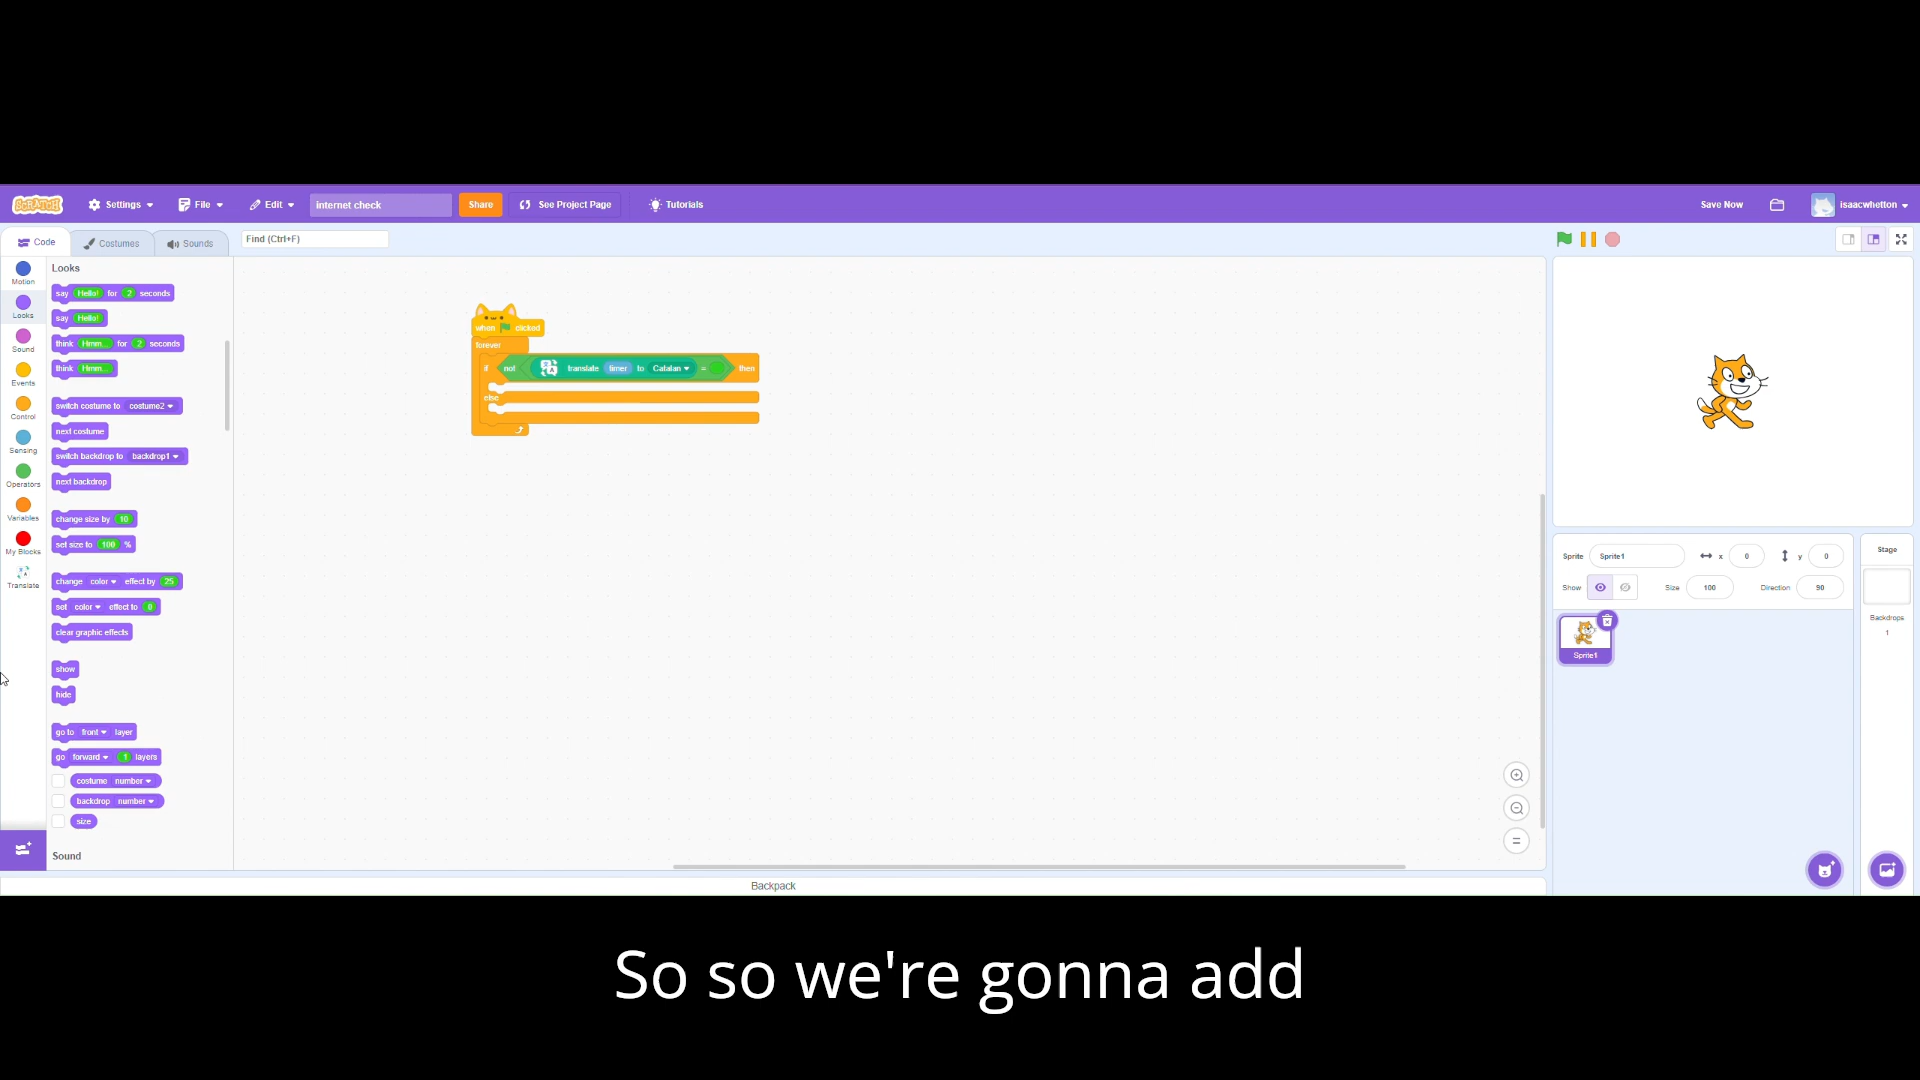 SCRATCH
Settings
File
Edit
internet check
Share
See Project Page
Tutorials
Save Now
isaacwhetton
Code
Costumes
Sounds
Find (Ctrl+F)
Motion
Looks
Sound
Events
Control
Sensing
Operators
Variables
My Blocks
Translate
Looks
say Hello! for 2 seconds
say Hello!
think Hmm... for 2 seconds
think Hmm...
switch costume to costume2
next costume
switch backdrop to backdrop1
next backdrop
change size by 10
set size to 100 %
change color effect by 25
set color effect to 0
clear graphic effects
show
hide
go to front layer
go forward 1 layers
costume number
backdrop number
size
Sound
when clicked
forever
if not translate timer to Catalan = then
else
Sprite Sprite1 x 0 y 0
Show Size 100 Direction 90
Sprite1
Stage
Backdrops
1
Backpack
So so we're gonna add